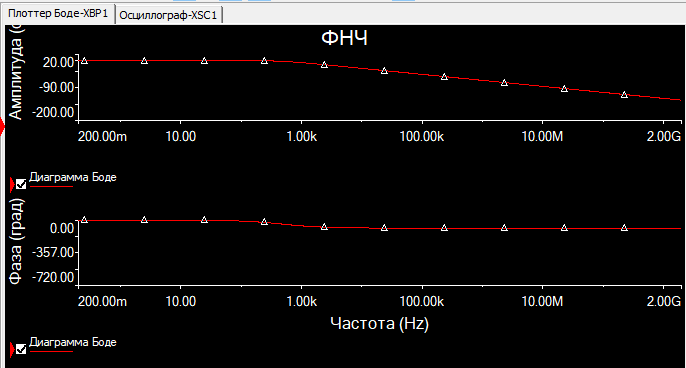 Плоттер Боде-XBP1
Осциллограф-XSC1
ФНЧ
Амплитуда (
20.00
-90.00
-200.00
200.00m 10.00 1.00k 100.00k 10.00M 2.00G
Диаграмма Боде
Фаза (град)
0.00
-357.00
-720.00
200.00m 10.00 1.00k 100.00k 10.00M 2.00G
Частота (Hz)
Диаграмма Боде